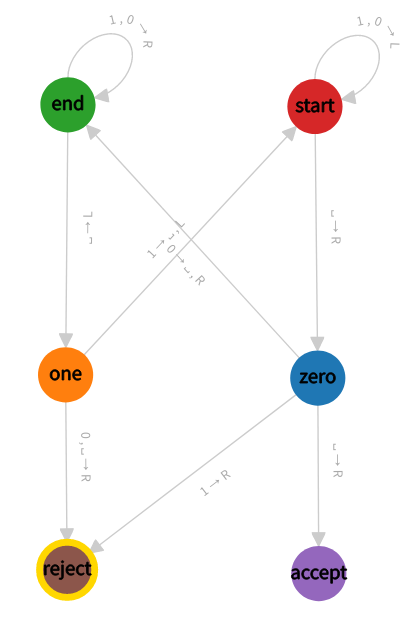 1,0→R
1,0→L
end
start
␣→L
␣→R
1→␣,L
0→␣,R
one
zero
0,␣→R
␣→R
1→R
reject
accept